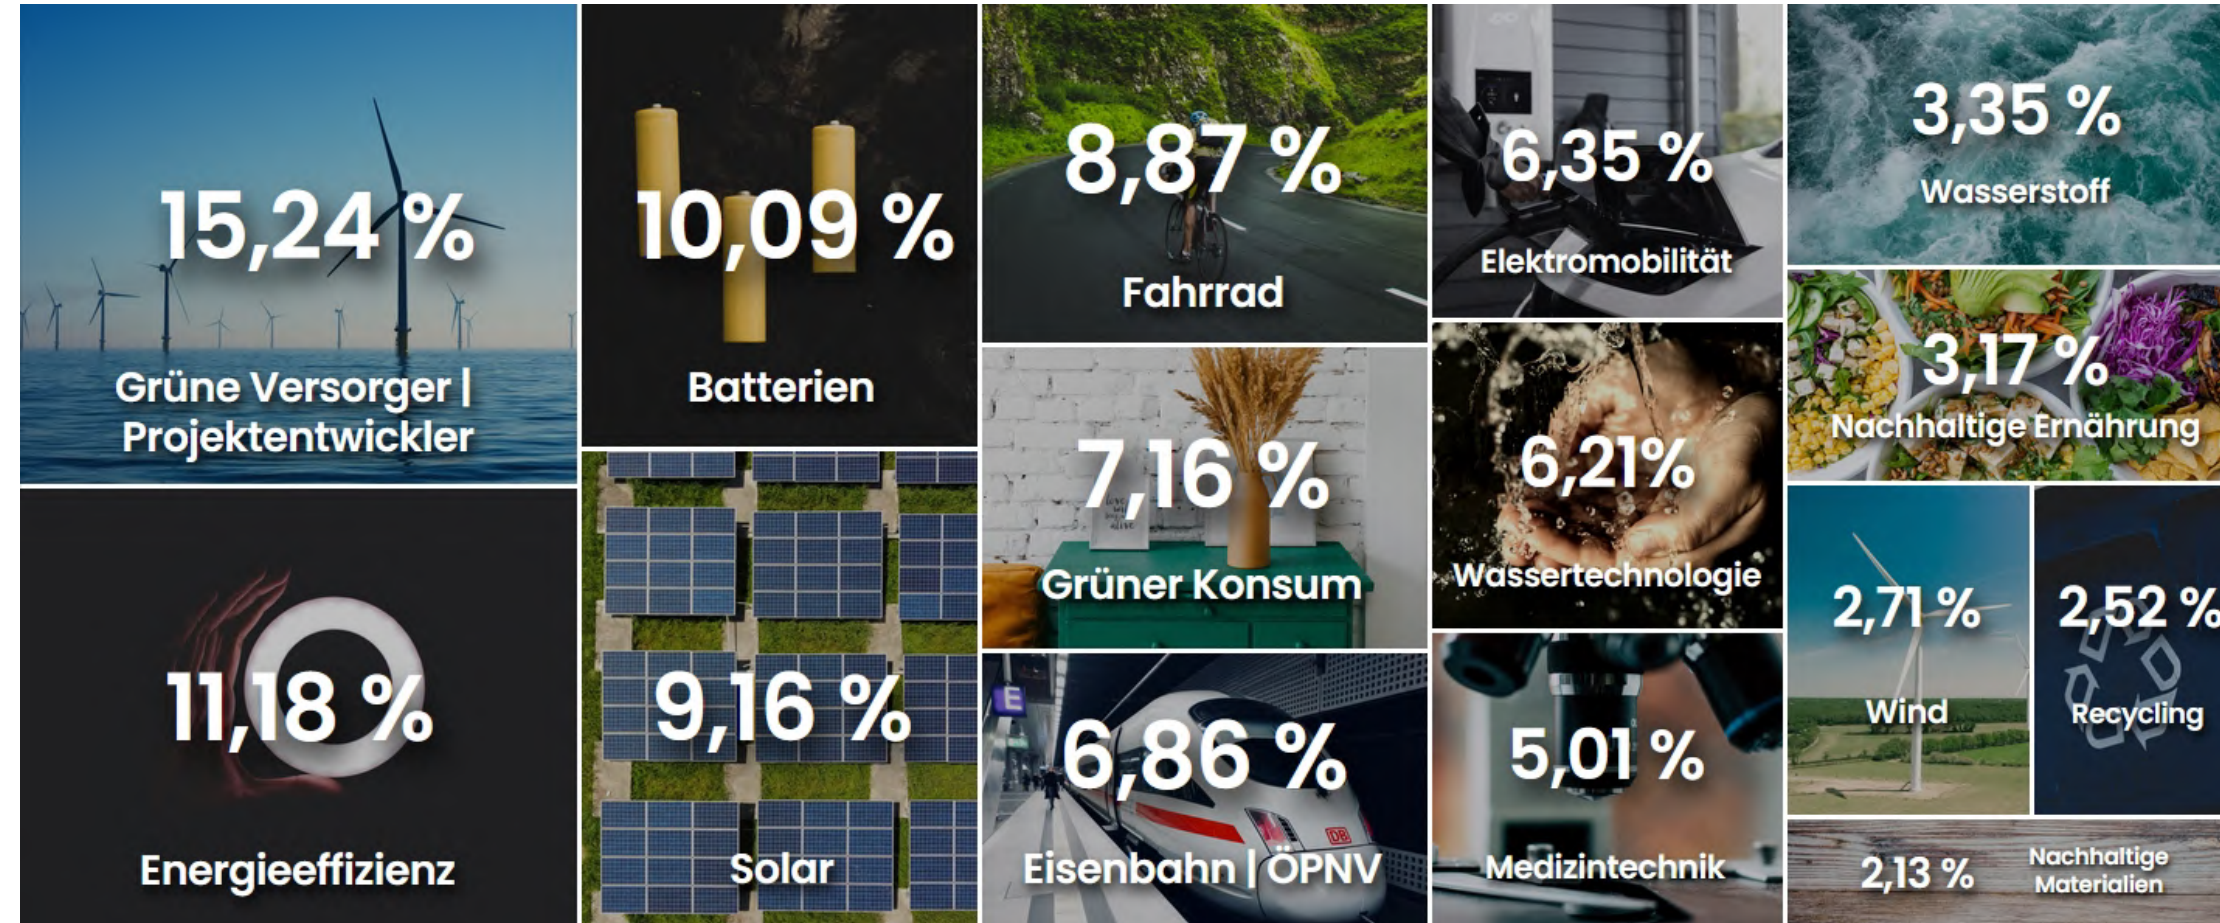 15,24 %
Grüne Versorger |
Projektentwickler
11,18 %
Energieeffizienz
10,09 %
Batterien
9,16 %
Solar
8,87 %
Fahrrad
7,16 %
Grüner Konsum
E
6,86 %
DB
Eisenbahn | ÖPNV
6,35 %
Elektromobilität
6,21%
Wassertechnologie
5,01 %
Medizintechnik
3,35 %
Wasserstoff
3,17 %
Nachhaltige Ernährung
2,71 %
Wind
2,52 %
Recycling
2,13 %
Nachhaltige
Materialien